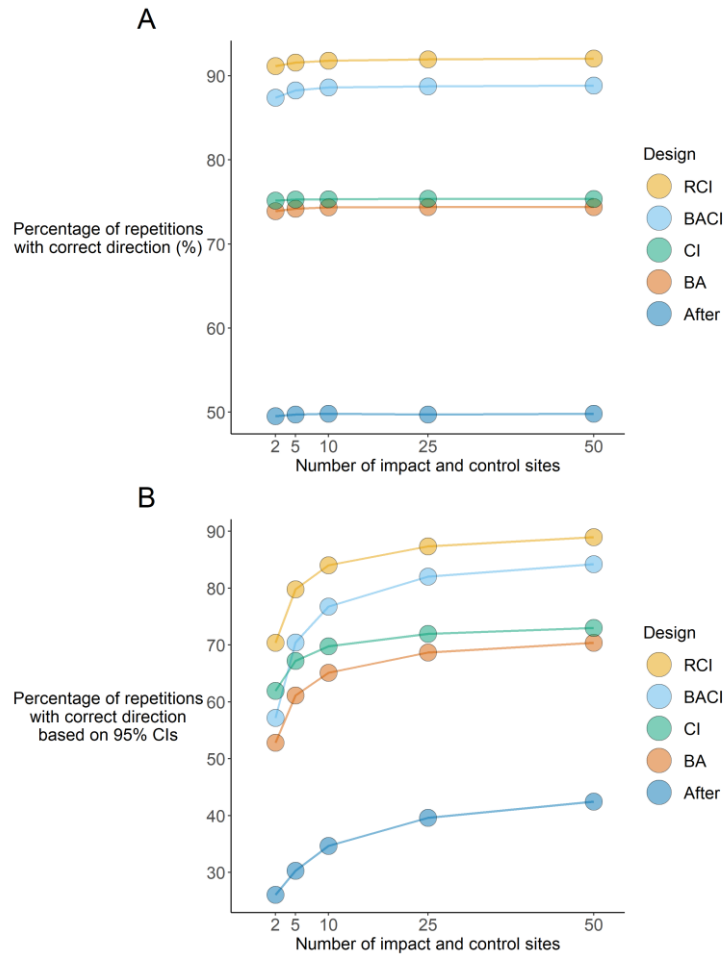 A
90
80
70
60
50
Percentage of repetitions
with correct direction (%)
2 5 10 25 50
Number of impact and control sites
Design
RCI
BACI
CI
BA
After
B
90
80
70
60
50
40
30
Percentage of repetitions
with correct direction
based on 95% CIs
2 5 10 25 50
Number of impact and control sites
Design
RCI
BACI
CI
BA
After